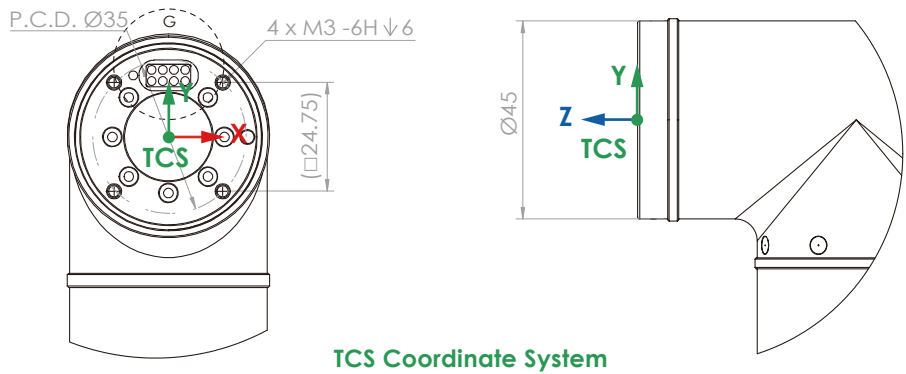 P.C.D. Ø35
G
4 x M3 -6H ↓ 6
Y
X
TCS
(□24.75)
Ø45
Y
Z
TCS
TCS Coordinate System